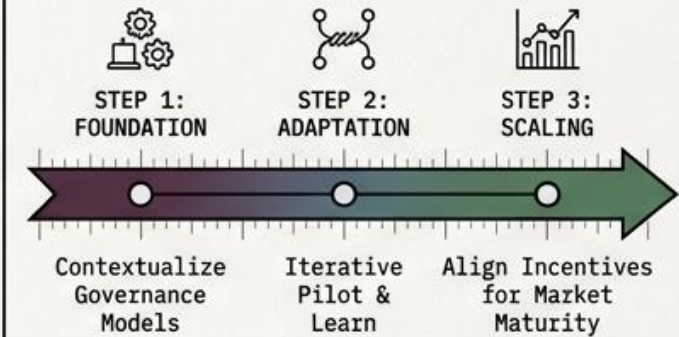 STEP 1:
FOUNDATION
STEP 2:
ADAPTATION
STEP 3:
SCALING
Contextualize
Governance
Models
Iterative
Pilot &
Learn
Align Incentives
for Market
Maturity